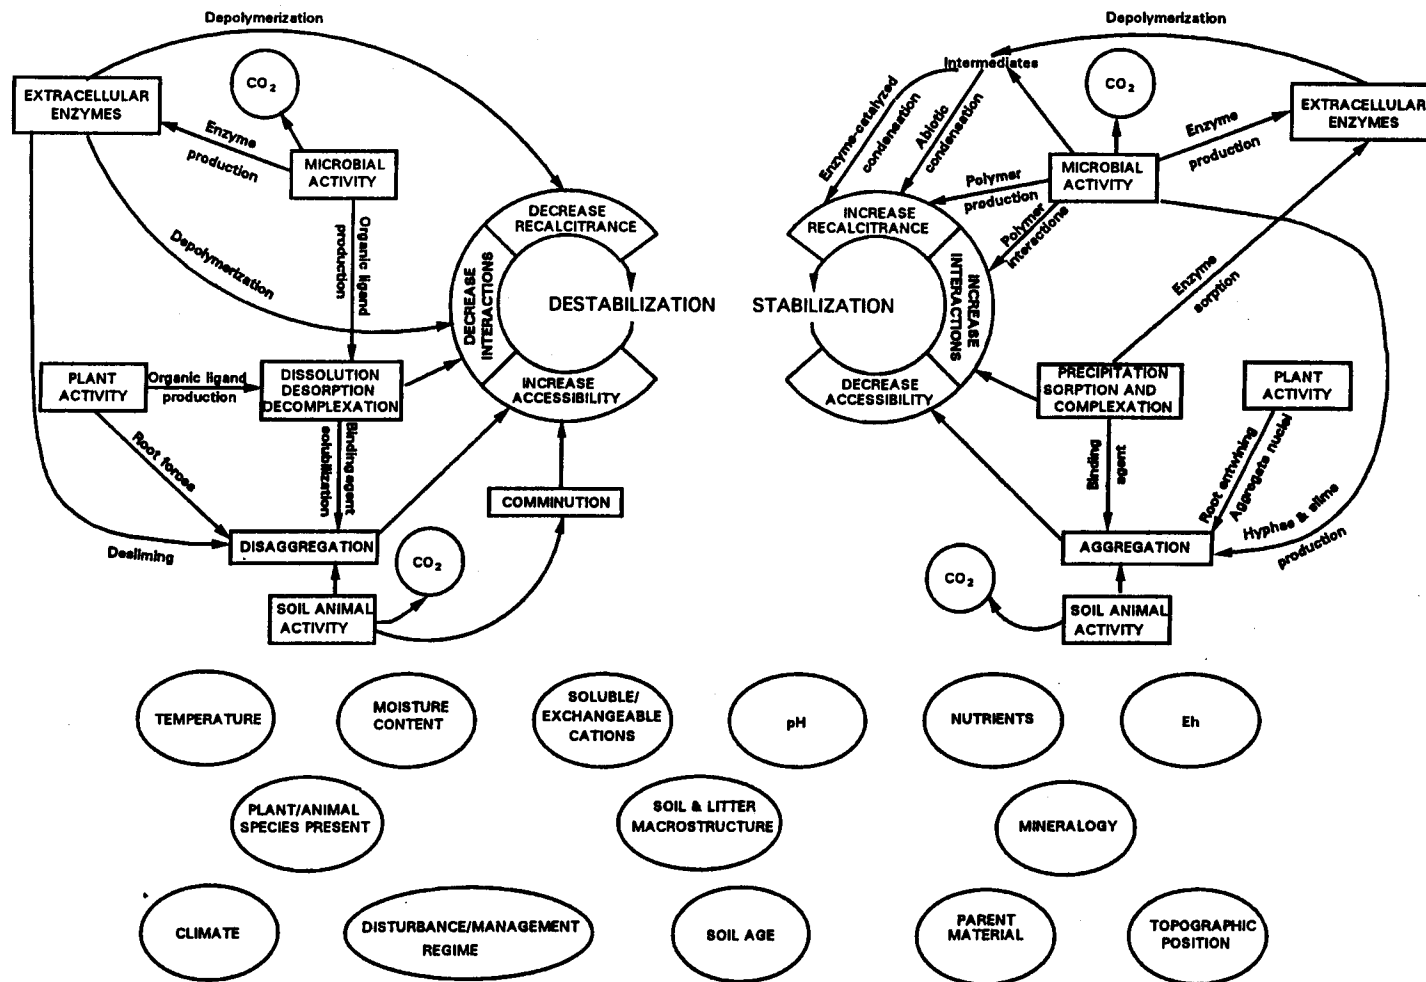 Depolymerization
CO2
EXTRACELLULAR
ENZYMES
Enzyme
production
MICROBIAL
ACTIVITY
Organic ligand
production
Depolymerization
DECREASE
RECALCITRANCE
DECREASE
INTERACTIONS
INCREASE
ACCESSIBILITY
DESTABILIZATION
PLANT
ACTIVITY
Organic ligand
production
DISSOLUTION
DESORPTION
DECOMPLEXATION
Root forces
Binding agent
solubilization
COMMINUTION
Desliming
DISAGGREGATION
CO2
SOIL ANIMAL
ACTIVITY
Depolymerization
Intermediates
CO2
EXTRACELLULAR
ENZYMES
Enzyme-catalyzed
condensation
Abiotic
condensation
Enzyme
production
MICROBIAL
ACTIVITY
Polymer
production
Polymer
interactions
INCREASE
RECALCITRANCE
INCREASE
INTERACTIONS
DECREASE
ACCESSIBILITY
STABILIZATION
Enzyme
sorption
PRECIPITATION
SORPTION AND
COMPLEXATION
PLANT
ACTIVITY
Binding
agent
Root entwining
Aggregate nuclei
Hyphae & slime
production
AGGREGATION
CO2
SOIL ANIMAL
ACTIVITY
TEMPERATURE
MOISTURE
CONTENT
SOLUBLE/
EXCHANGEABLE
CATIONS
pH
NUTRIENTS
Eh
PLANT/ANIMAL
SPECIES PRESENT
SOIL & LITTER
MACROSTRUCTURE
MINERALOGY
CLIMATE
DISTURBANCE/MANAGEMENT
REGIME
SOIL AGE
PARENT
MATERIAL
TOPOGRAPHIC
POSITION